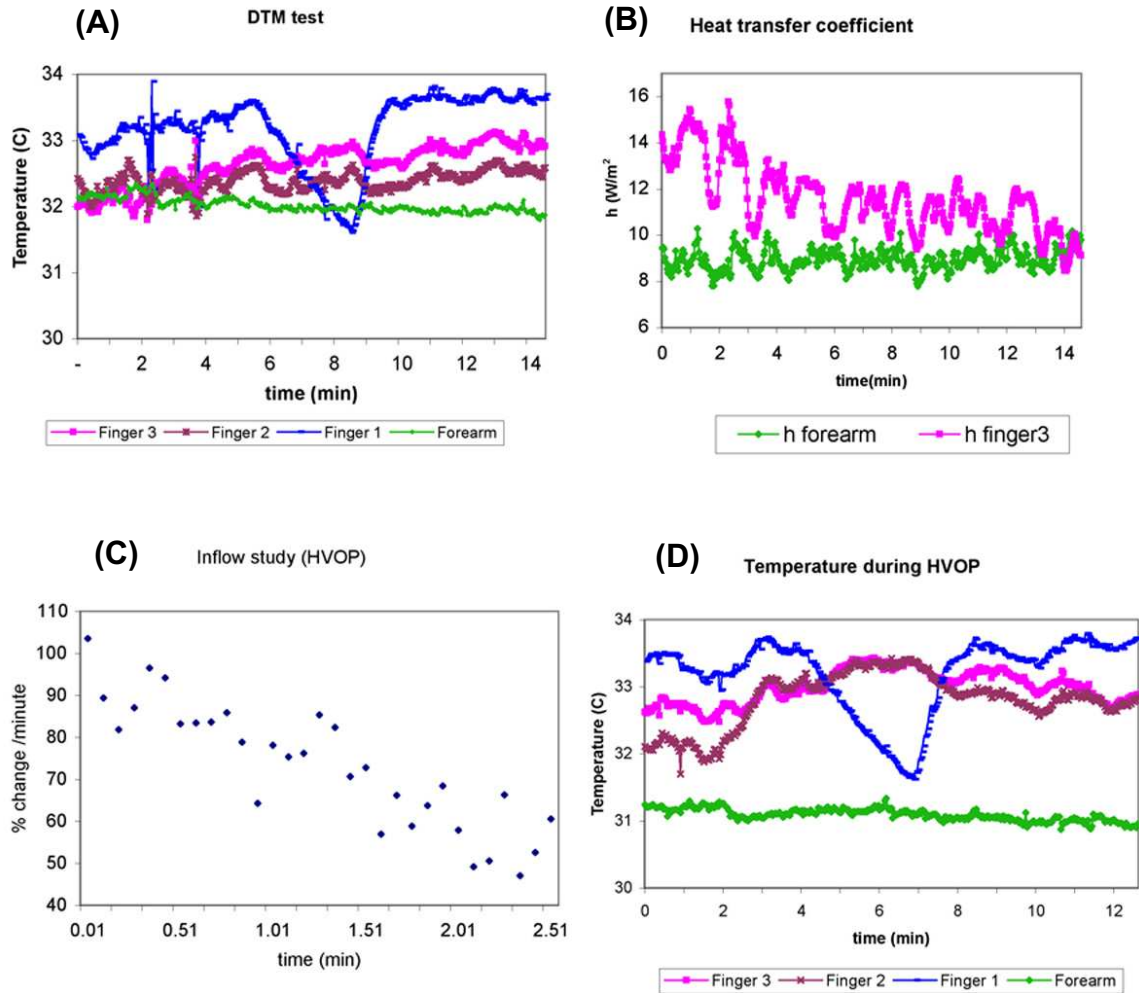 (A)
DTM test
Temperature (C)
34
33
32
31
30
- 2 4 6 8 10 12 14
time (min)
Finger 3 Finger 2 Finger 1 Forearm
(B)
Heat transfer coefficient
h (W/m²
16
14
12
10
8
6
0 2 4 6 8 10 12 14
time(min)
h forearm h finger3
(C)
Inflow study (HVOP)
% change /minute
110
100
90
80
70
60
50
40
0.01 0.51 1.01 1.51 2.01 2.51
time (min)
(D)
Temperature during HVOP
Temperature (C)
34
33
32
31
30
0 2 4 6 8 10 12
time (min)
Finger 3 Finger 2 Finger 1 Forearm